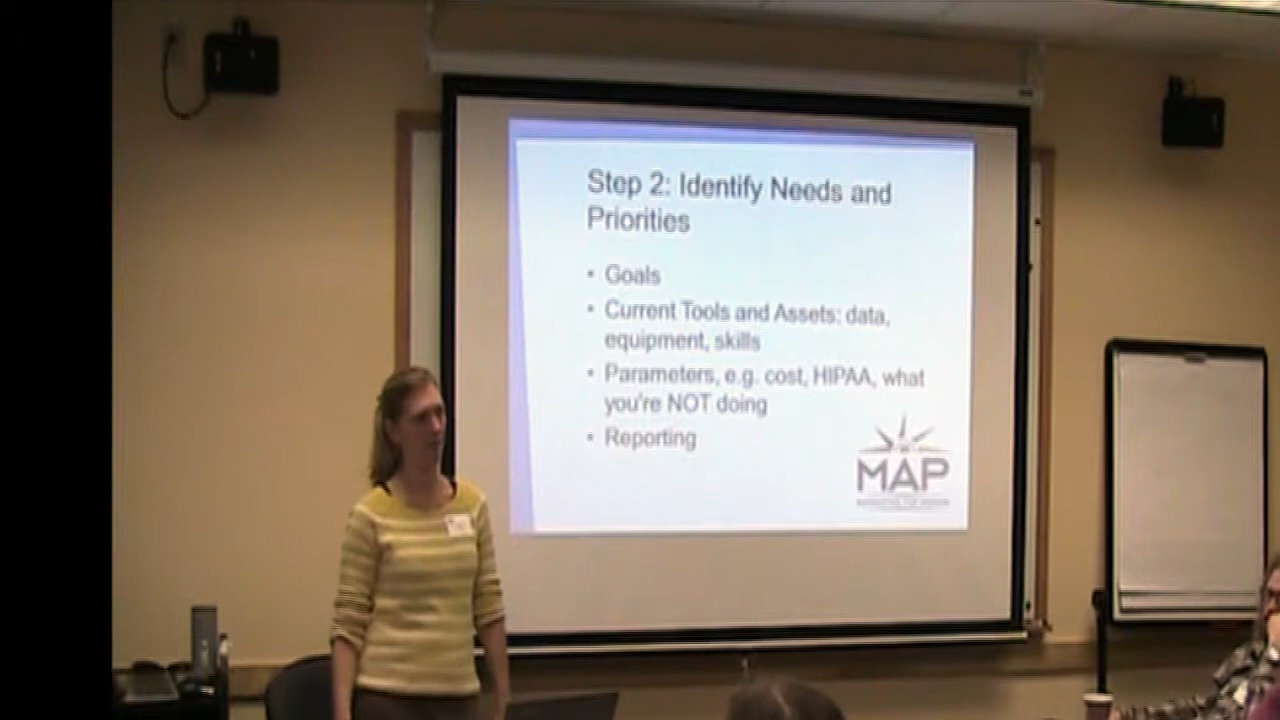 Step 2: Identify Needs and
Priorities
• Goals
• Current Tools and Assets: data,
equipment, skills
• Parameters, e.g. cost, HIPAA, what
you're NOT doing
• Reporting
MAP